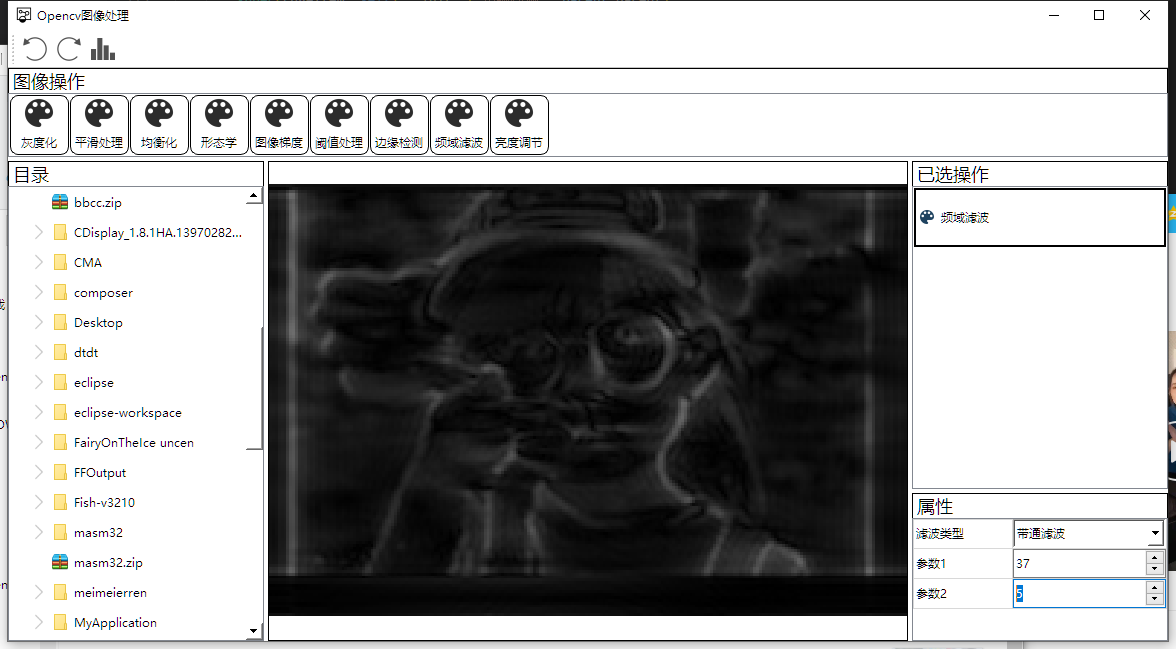 Opencv图像处理
图像操作
灰度化
平滑处理
均衡化
形态学
图像梯度
阈值处理
边缘检测
频域滤波
亮度调节
目录
bbcc.zip
CDisplay_1.8.1HA.13970282...
CMA
composer
Desktop
dtdt
eclipse
eclipse-workspace
FairyOnTheIce uncen
FFOutput
Fish-v3210
masm32
masm32.zip
meimeierren
MyApplication
已选操作
频域滤波
属性
滤波类型 带通滤波
参数1 37
参数2 5